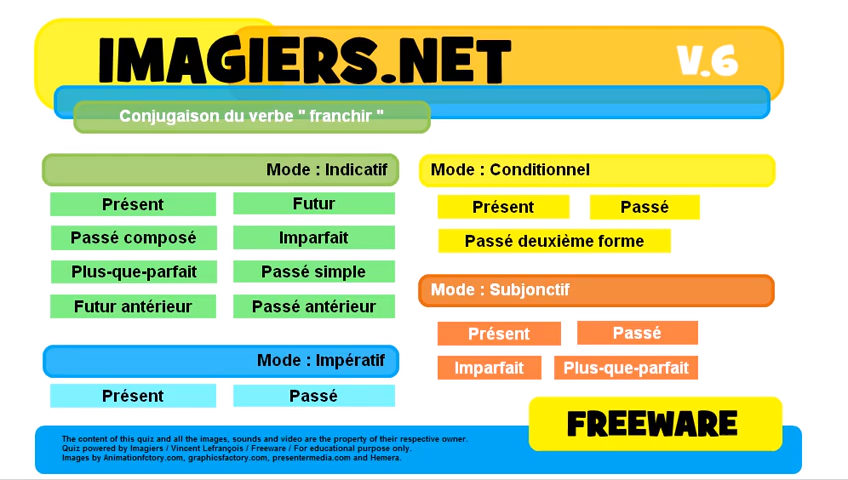 IMAGIERS.NET
V.6
Conjugaison du verbe " franchir "
Mode : Indicatif
Présent
Futur
Passé composé
Imparfait
Plus-que-parfait
Passé simple
Futur antérieur
Passé antérieur
Mode : Impératif
Présent
Passé
Mode : Conditionnel
Présent
Passé
Passé deuxième forme
Mode : Subjonctif
Présent
Passé
Imparfait
Plus-que-parfait
FREEWARE
The content of this quiz and all the images, sounds and video are the property of their respective owner.
Quiz powered by Imagiers / Vincent Lefrançois / Freeware / For educational purpose only.
Images by Animationfctory.com, graphicsfactory.com, presentermedia.com and Hemera.